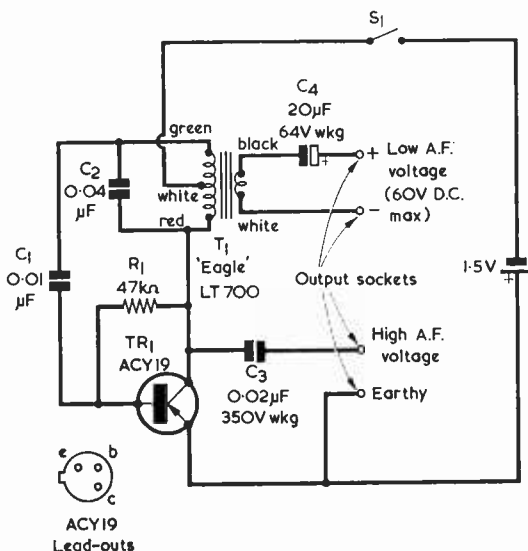 S1
C4
20µF
64V wkg
green
black
+
Low A.F.
voltage
(60V D.C.
max)
C2
0·04
µF
white
+
−
red
white
T1
'Eagle'
LT700
Output sockets
1·5V
+
C1
0·01
µF
R1
47kΩ
TR1
ACY19
High A.F.
voltage
C3
0·02µF
350V wkg
Earthy
e
b
c
ACY19
Lead-outs